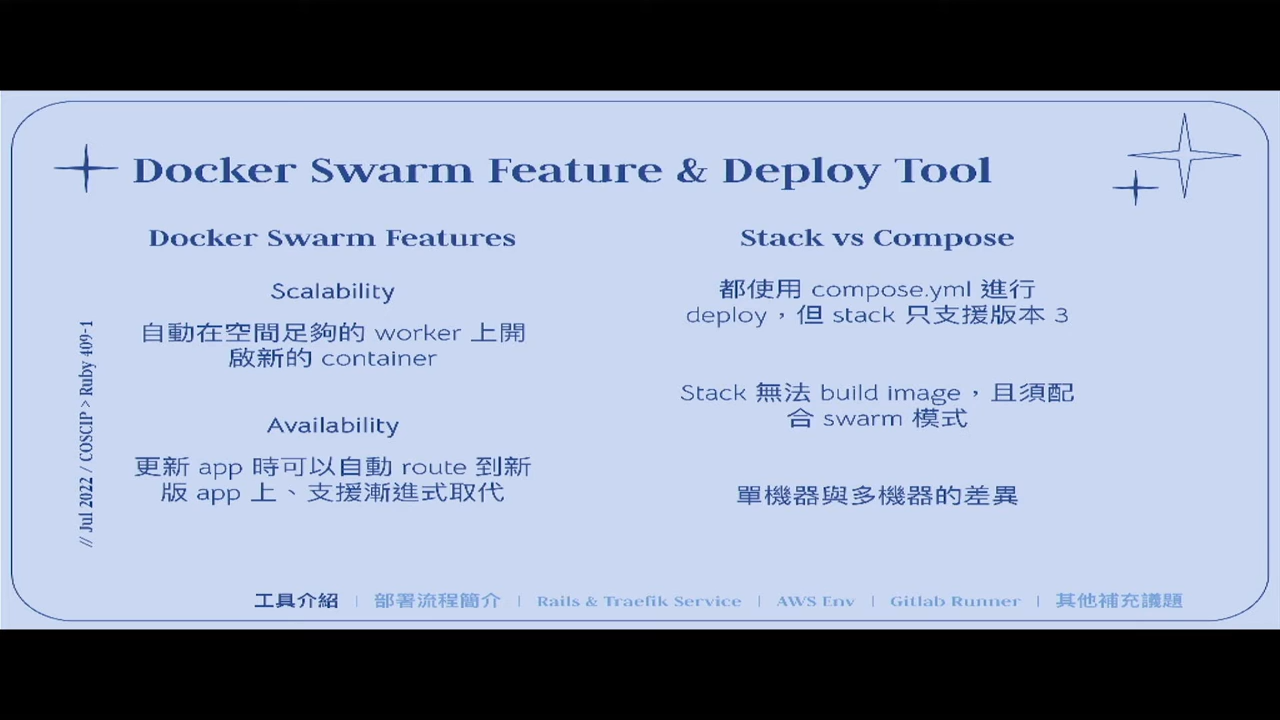 Docker Swarm Feature & Deploy Tool
Docker Swarm Features
Scalability
自動在空間足夠的 worker 上開
啟新的 container
Availability
更新 app 時可以自動 route 到新
版 app 上、支援漸進式取代
Stack vs Compose
都使用 compose.yml 進行
deploy，但 stack 只支援版本 3
Stack 無法 build image，且須配
合 swarm 模式
單機器與多機器的差異
// Jul 2022 / COSCIP > Ruby 409-1
工具介紹 | 部署流程簡介 | Rails & Traefik Service | AWS Env | Gitlab Runner | 其他補充議題